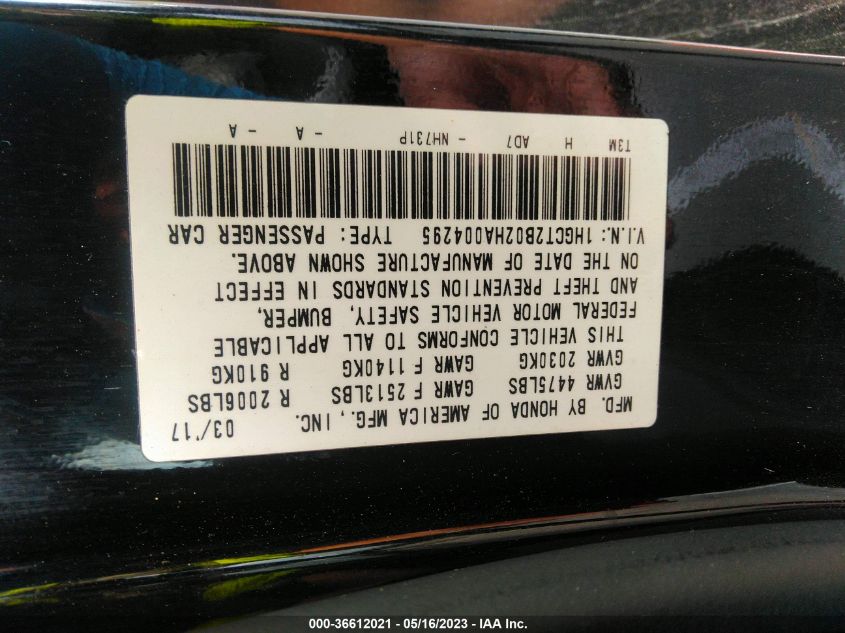 MFD. BY HONDA OF AMERICA MFG., INC. 03/'17
GVWR 4475LBS GAWR F 2513LBS R 2006LBS
GVWR 2030KG GAWR F 1140KG R 910KG
THIS VEHICLE CONFORMS TO ALL APPLICABLE
FEDERAL MOTOR VEHICLE SAFETY, BUMPER,
AND THEFT PREVENTION STANDARDS IN EFFECT
ON THE DATE OF MANUFACTURE SHOWN ABOVE.
V.I.N.: 1HGCT2B02HA004295 TYPE: PASSENGER CAR
T3M H AD7 - NH731P - A - A
000-36612021 - 05/16/2023 - IAA Inc.